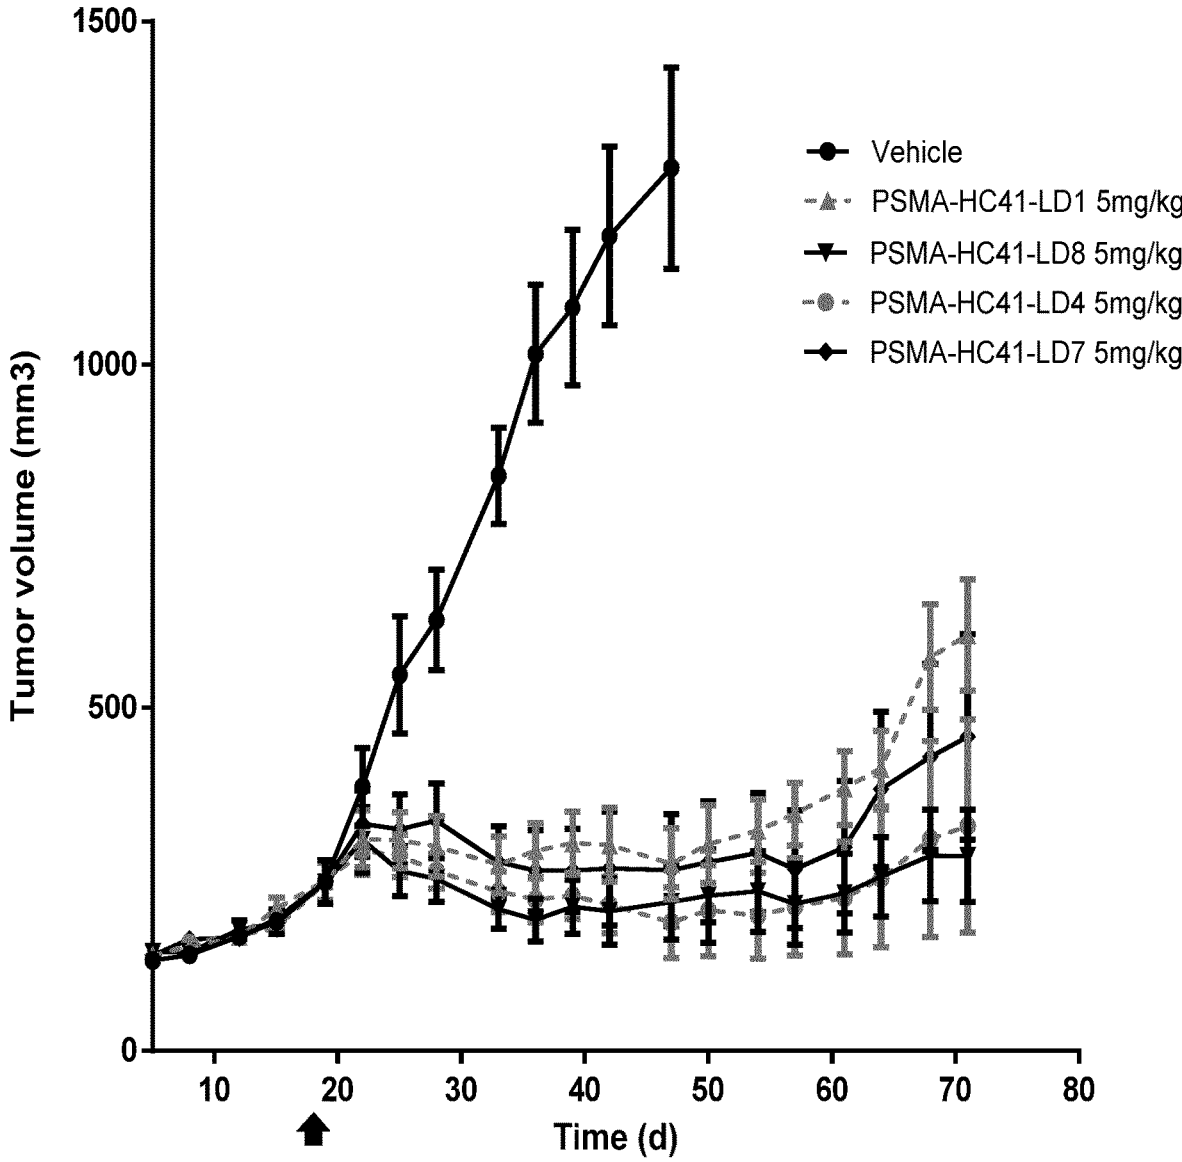 1500
1000
500
0
Tumor volume (mm3)
Vehicle
PSMA-HC41-LD1 5mg/kg
PSMA-HC41-LD8 5mg/kg
PSMA-HC41-LD4 5mg/kg
PSMA-HC41-LD7 5mg/kg
10 20 30 40 50 60 70 80
Time (d)